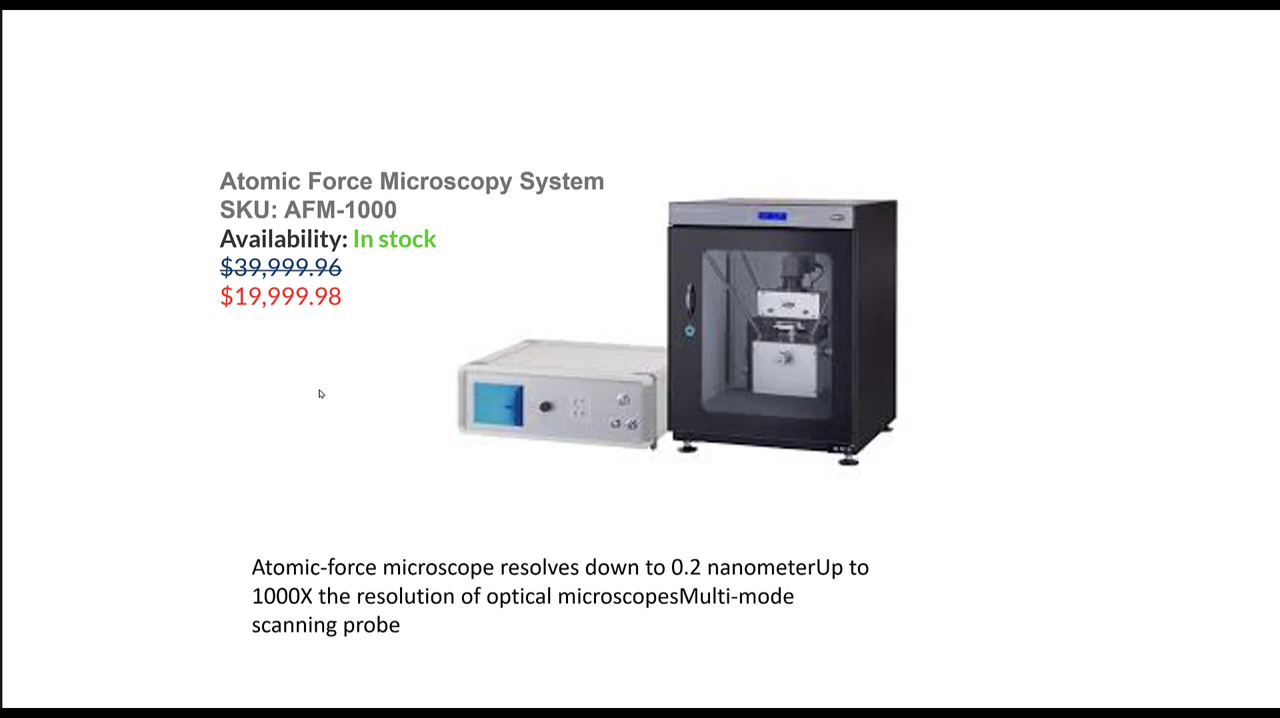 Atomic Force Microscopy System
SKU: AFM-1000
Availability: In stock
$39,999.96
$19,999.98
Atomic-force microscope resolves down to 0.2 nanometerUp to
1000X the resolution of optical microscopesMulti-mode
scanning probe